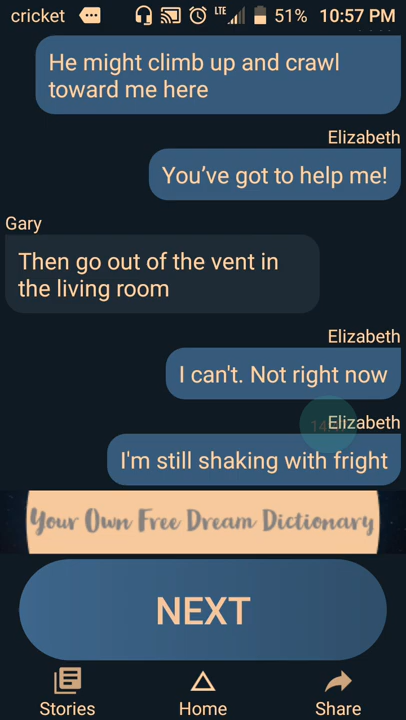 cricket LTE 51% 10:57 PM
He might climb up and crawl
toward me here
Elizabeth
You’ve got to help me!
Gary
Then go out of the vent in
the living room
Elizabeth
I can't. Not right now
Elizabeth
I'm still shaking with fright
Your Own Free Dream Dictionary
NEXT
Stories Home Share